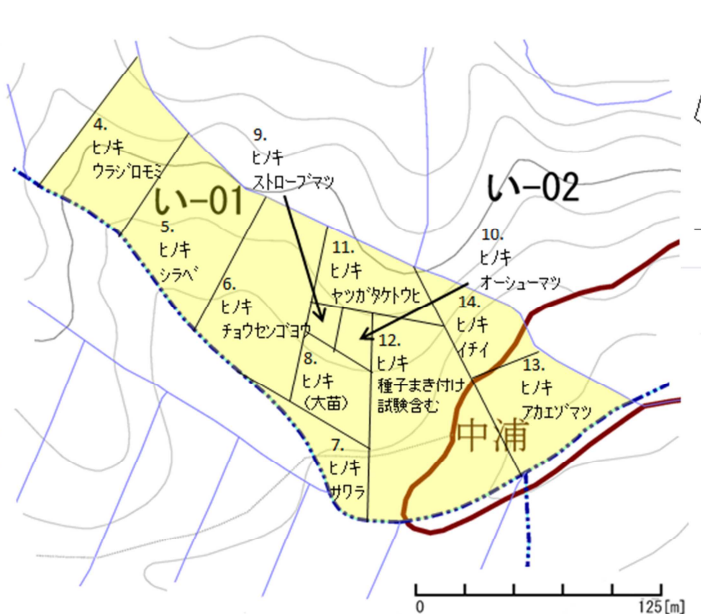 4.
ヒノキ
ウラジロモミ
い-01
5.
ヒノキ
シラベ
9.
ヒノキ
ストローブマツ
い-02
6.
ヒノキ
チョウセンゴヨウ
11.
ヒノキ
ヤツガタケトウヒ
10.
ヒノキ
オーシューマツ
8.
ヒノキ
(大苗)
12.
ヒノキ
種子まき付け
試験含む
14.
ヒノキ
イチイ
13.
ヒノキ
アカエゾマツ
7.
ヒノキ
サワラ
中浦
0
125[m]